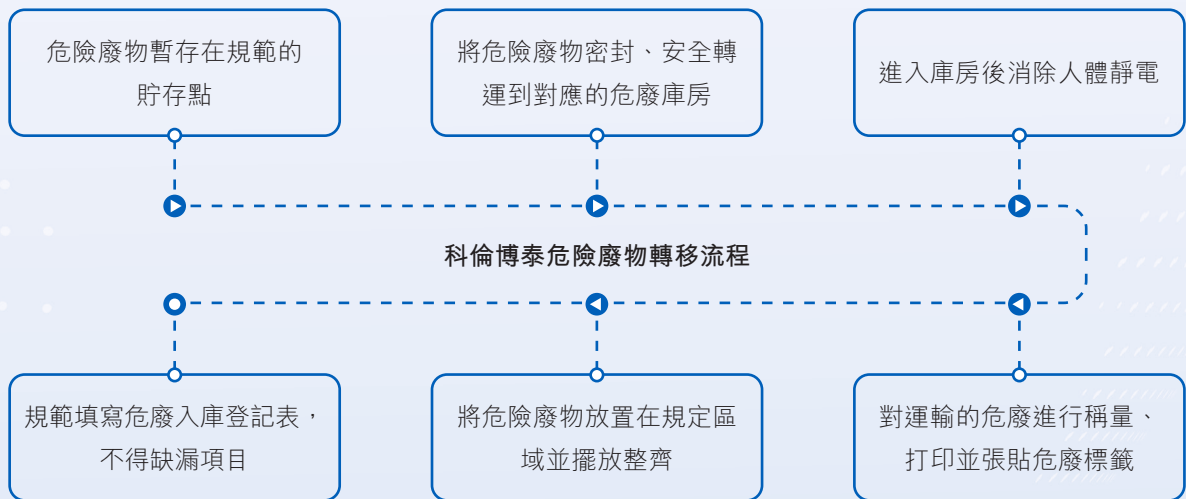 危險廢物暫存在規範的
貯存點
將危險廢物密封、安全轉
運到對應的危廢庫房
進入庫房後消除人體靜電
科倫博泰危險廢物轉移流程
規範填寫危廢入庫登記表，
不得缺漏項目
將危險廢物放置在規定區
域並擺放整齊
對運輸的危廢進行稱量、
打印並張貼危廢標籤